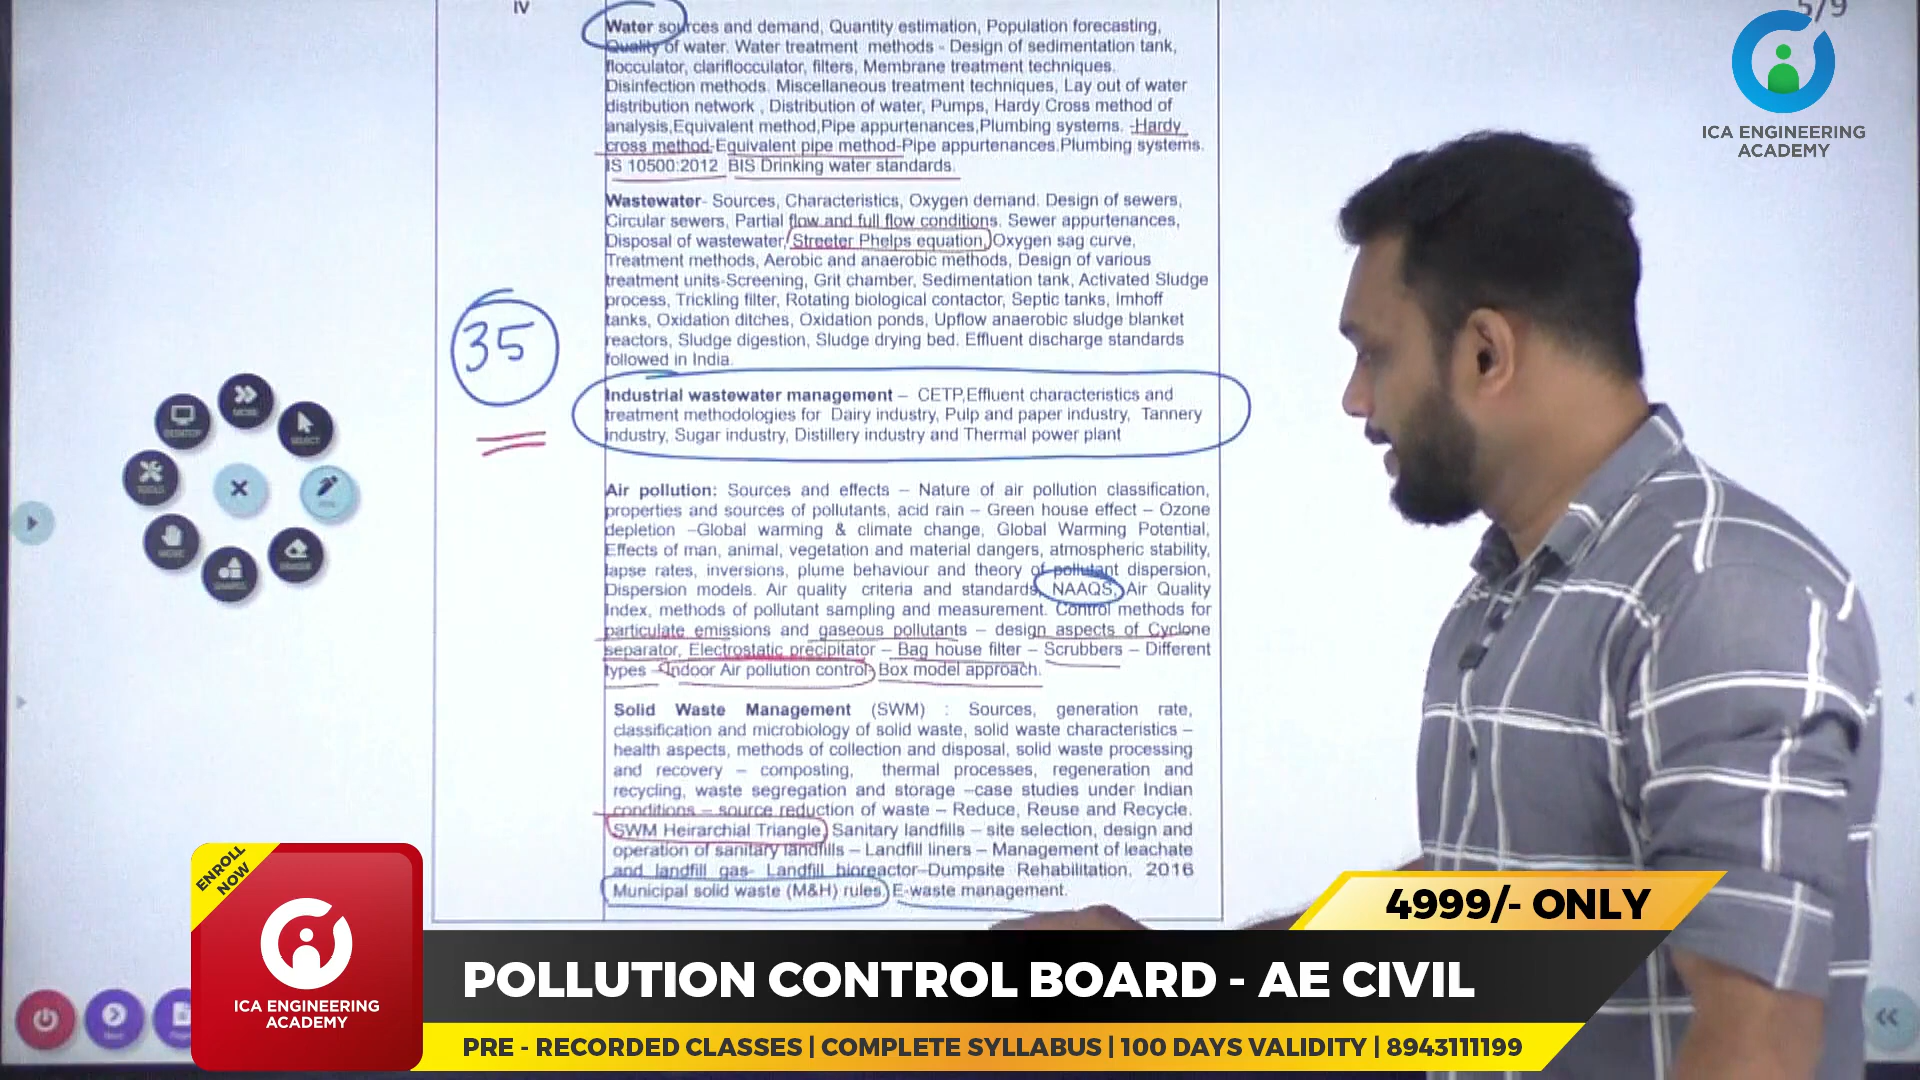 IV
5/9
Water sources and demand, Quantity estimation, Population forecasting,
Quality of water. Water treatment methods - Design of sedimentation tank,
flocculator, clariflocculator, filters, Membrane treatment techniques.
Disinfection methods. Miscellaneous treatment techniques, Lay out of water
distribution network , Distribution of water, Pumps, Hardy Cross method of
analysis,Equivalent method,Pipe appurtenances,Plumbing systems. -Hardy
cross method-Equivalent pipe method-Pipe appurtenances.Plumbing systems.
IS 10500:2012 BIS Drinking water standards.
Wastewater- Sources, Characteristics, Oxygen demand. Design of sewers,
Circular sewers, Partial flow and full flow conditions. Sewer appurtenances,
Disposal of wastewater, Streeter Phelps equation, Oxygen sag curve,
Treatment methods, Aerobic and anaerobic methods, Design of various
treatment units-Screening, Grit chamber, Sedimentation tank, Activated Sludge
process, Trickling filter, Rotating biological contactor, Septic tanks, Imhoff
tanks, Oxidation ditches, Oxidation ponds, Upflow anaerobic sludge blanket
reactors, Sludge digestion, Sludge drying bed. Effluent discharge standards
followed in India.
35
Industrial wastewater management – CETP,Effluent characteristics and
treatment methodologies for Dairy industry, Pulp and paper industry, Tannery
industry, Sugar industry, Distillery industry and Thermal power plant
Air pollution: Sources and effects – Nature of air pollution classification,
properties and sources of pollutants, acid rain – Green house effect – Ozone
depletion –Global warming & climate change, Global Warming Potential,
Effects of man, animal, vegetation and material dangers, atmospheric stability,
lapse rates, inversions, plume behaviour and theory of pollutant dispersion,
Dispersion models. Air quality criteria and standards, NAAQS, Air Quality
Index, methods of pollutant sampling and measurement. Control methods for
particulate emissions and gaseous pollutants – design aspects of Cyclone
separator, Electrostatic precipitator – Bag house filter – Scrubbers – Different
types – Indoor Air pollution control- Box model approach.
Solid Waste Management (SWM) : Sources, generation rate,
classification and microbiology of solid waste, solid waste characteristics –
health aspects, methods of collection and disposal, solid waste processing
and recovery – composting, thermal processes, regeneration and
recycling, waste segregation and storage –case studies under Indian
conditions – source reduction of waste – Reduce, Reuse and Recycle.
SWM Heirarchial Triangle, Sanitary landfills – site selection, design and
operation of sanitary landfills – Landfill liners – Management of leachate
and landfill gas- Landfill bioreactor–Dumpsite Rehabilitation, 2016
Municipal solid waste (M&H) rules, E-waste management.
ICA ENGINEERING
ACADEMY
MORE
DESKTOP
SELECT
TOOLS
MOVE
SHAPES
ERASER
ENROLL
NOW
ICA ENGINEERING
ACADEMY
4999/- ONLY
POLLUTION CONTROL BOARD - AE CIVIL
PRE - RECORDED CLASSES | COMPLETE SYLLABUS | 100 DAYS VALIDITY | 8943111199